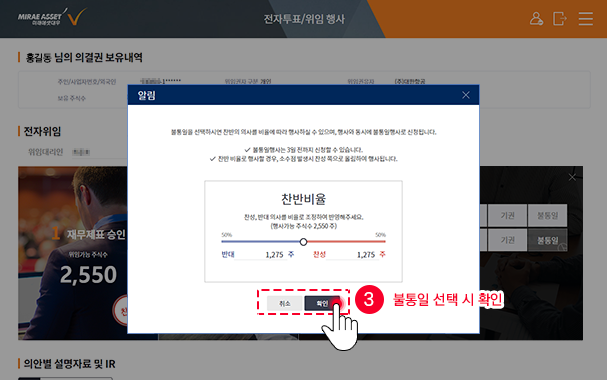 MIRAE ASSET
미래에셋대우
전자투표/위임 행사
홍길동 님의 의결권 보유내역
주민/사업자번호/외국인
-1******
위임권자 구분 개인
위임권유자
(주)대한항공
보유 주식수
알림
불통일을 선택하시면 찬반의 의사를 비율에 따라 행사하실 수 있으며, 행사와 동시에 불통일행사로 신청됩니다.
✓ 불통일행사는 3일 전까지 신청할 수 있습니다.
✓ 찬반 비율로 행사할 경우, 소수점 발생시 찬성 쪽으로 올림하여 행사됩니다.
전자위임
위임대리인
찬반비율
찬성, 반대 의사를 비율로 조정하여 반영해주세요.
(행사가능 주식수 2,550 주)
50%
50%
반대 1,275 주
찬성 1,275 주
재무제표 승인
위임가능 주식수
2,550
기권 불통일
기권 불통일
취소 확인
3 불통일 선택 시 확인
의안별 설명자료 및 IR